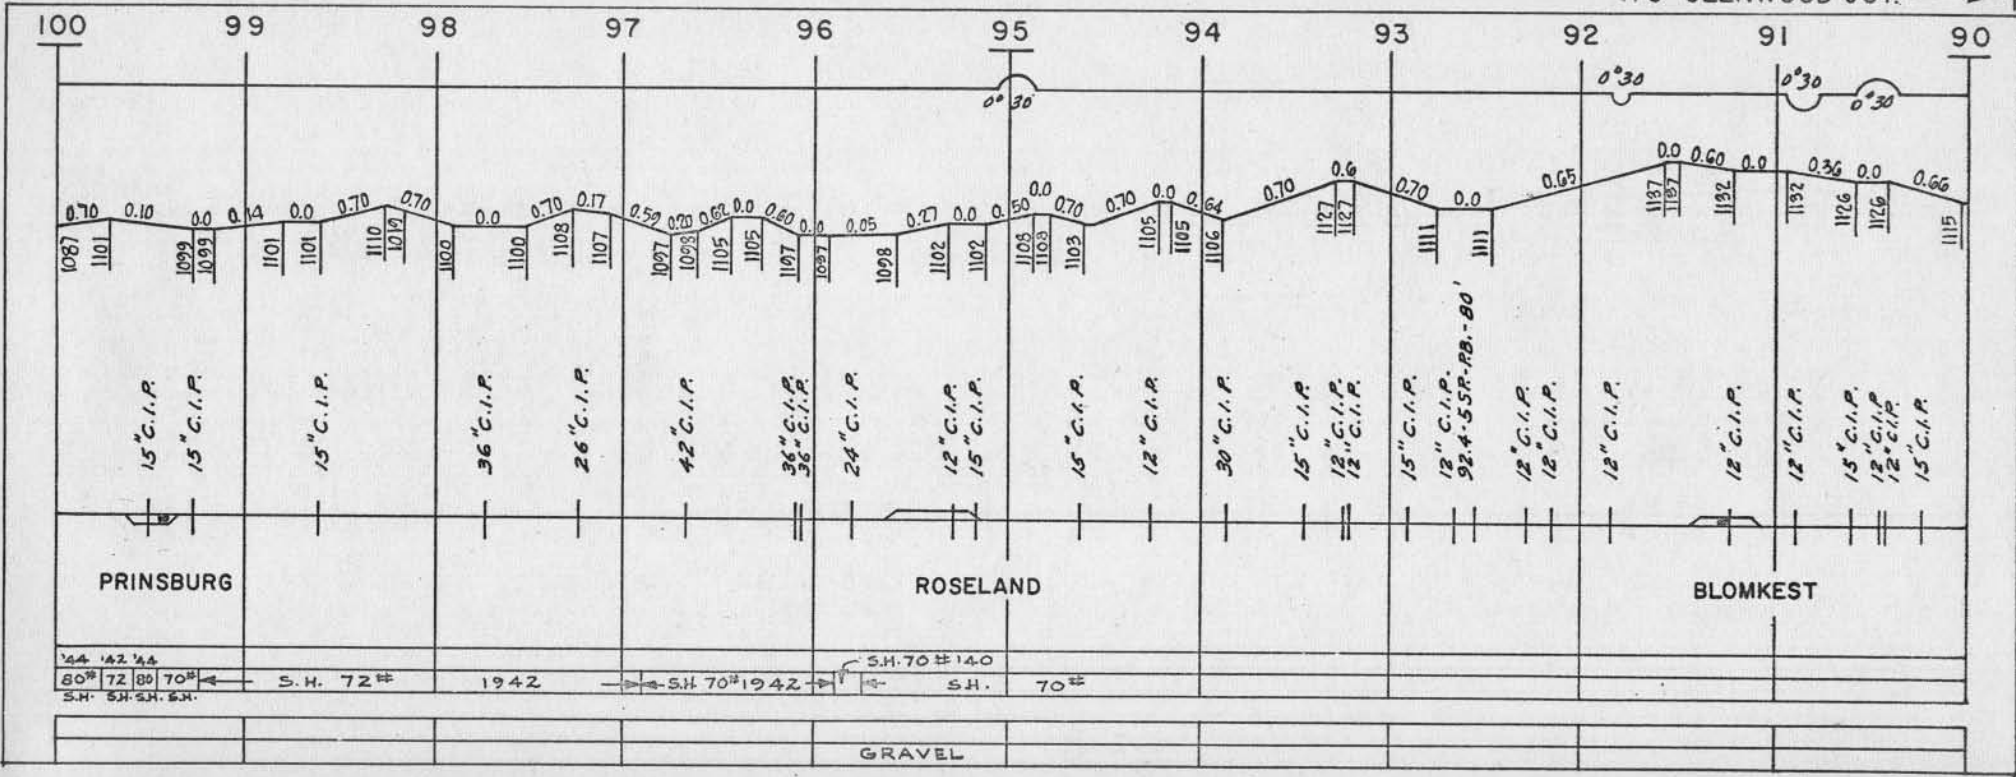 100 99 98 97 96 95 94 93 92 91 90
0°30 0°30 0°30 0°30
0.70 0.10 0.0 0.14 0.0 0.70 0.70 0.0 0.70 0.17 0.50 0.20 0.62 0.0 0.60 0.0 0.05 0.27 0.0 0.50 0.0 0.70 0.70 0.0 0.64 0.70 0.6 0.70 0.0 0.65 0.0 0.60 0.0 0.36 0.0 0.66
1087 1101 1099 1099 1101 1101 1110 1100 1100 1108 1107 1097 1098 1105 1105 1197 1097 1098 1102 1102 1108 1108 1103 1105 1105 1106 1127 1127 1111 1111 1137 1137 1132 1132 1126 1126 1115
15" C.I.P.
15" C.I.P.
15" C.I.P.
36" C.I.P.
26" C.I.P.
42" C.I.P.
36" C.I.P.
36" C.I.P.
24" C.I.P.
12" C.I.P.
15" C.I.P.
15" C.I.P.
12" C.I.P.
30" C.I.P.
15" C.I.P.
12" C.I.P.
12" C.I.P.
15" C.I.P.
12" C.I.P.
92.4-5 SP.-P.B.-80'
12" C.I.P.
12" C.I.P.
12" C.I.P.
12" C.I.P.
12" C.I.P.
15" C.I.P.
12" C.I.P.
12" C.I.P.
15" C.I.P.
PRINSBURG ROSELAND BLOMKEST
'44 '42 '44 S.H. 70# 140
80# 72 80 70# S. H. 72# 1942 S.H 70# 1942 S.H. 70#
S.H. S.H. S.H. S.H.
GRAVEL